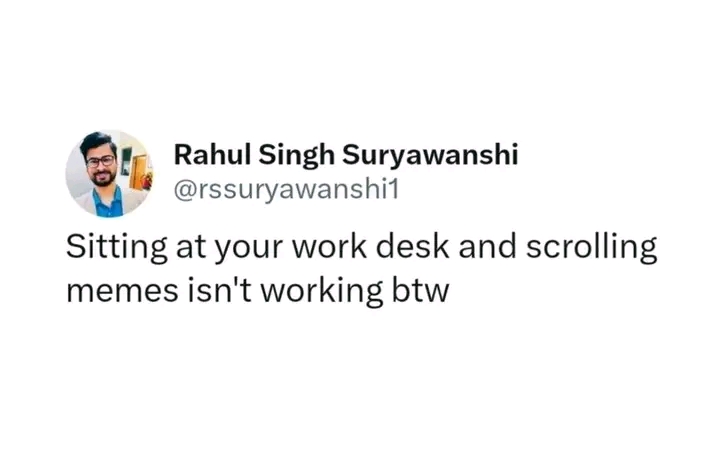 Rahul Singh Suryawanshi
@rssuryawanshi1
Sitting at your work desk and scrolling
memes isn't working btw